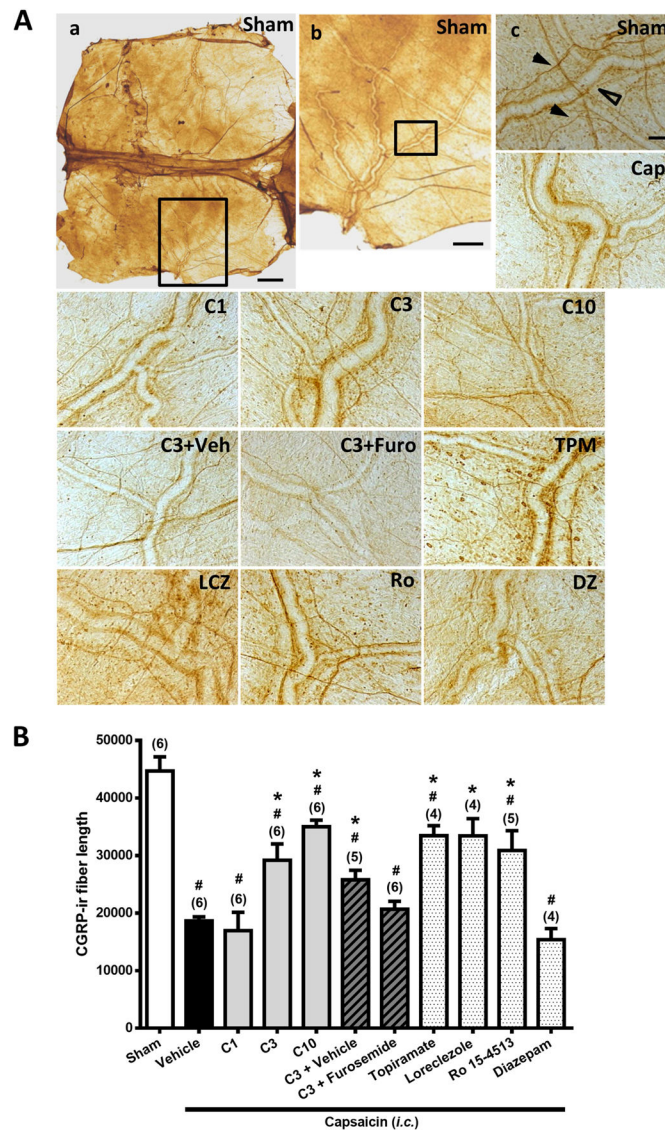 A
a
Sham
b
Sham
c
Sham
Cap
C1
C3
C10
C3+Veh
C3+Furo
TPM
LCZ
Ro
DZ
B
CGRP-ir fiber length
50000
40000
30000
20000
10000
0
(6)
#
(6)
#
(6)
*
#
(6)
*
#
(6)
*
#
(5)
#
(6)
*
#
(4)
*
(4)
*
#
(5)
#
(4)
Sham
Vehicle
C1
C3
C10
C3 + Vehicle
C3 + Furosemide
Topiramate
Loreclezole
Ro 15-4513
Diazepam
Capsaicin (i.c.)